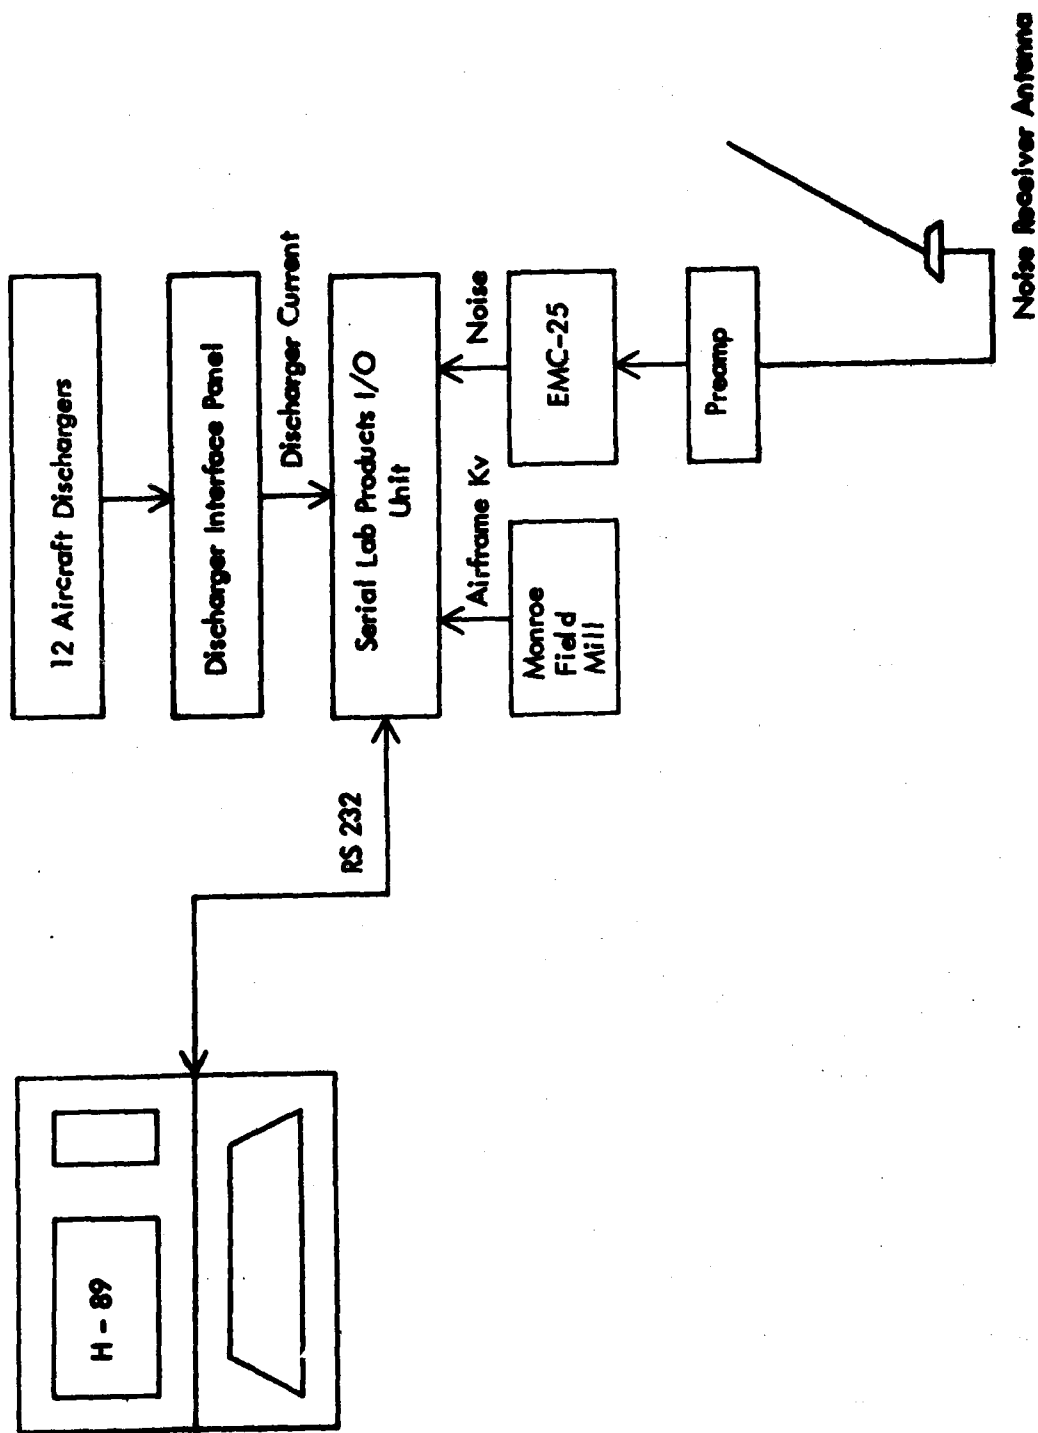 12 Aircraft Dischargers
Discharger Interface Panel
Discharger Current
H - 89
RS 232
Serial Lab Products I/O
Unit
Airframe Kv
Noise
Monroe
Field
Mill
EMC-25
Preamp
Noise Receiver Antenna